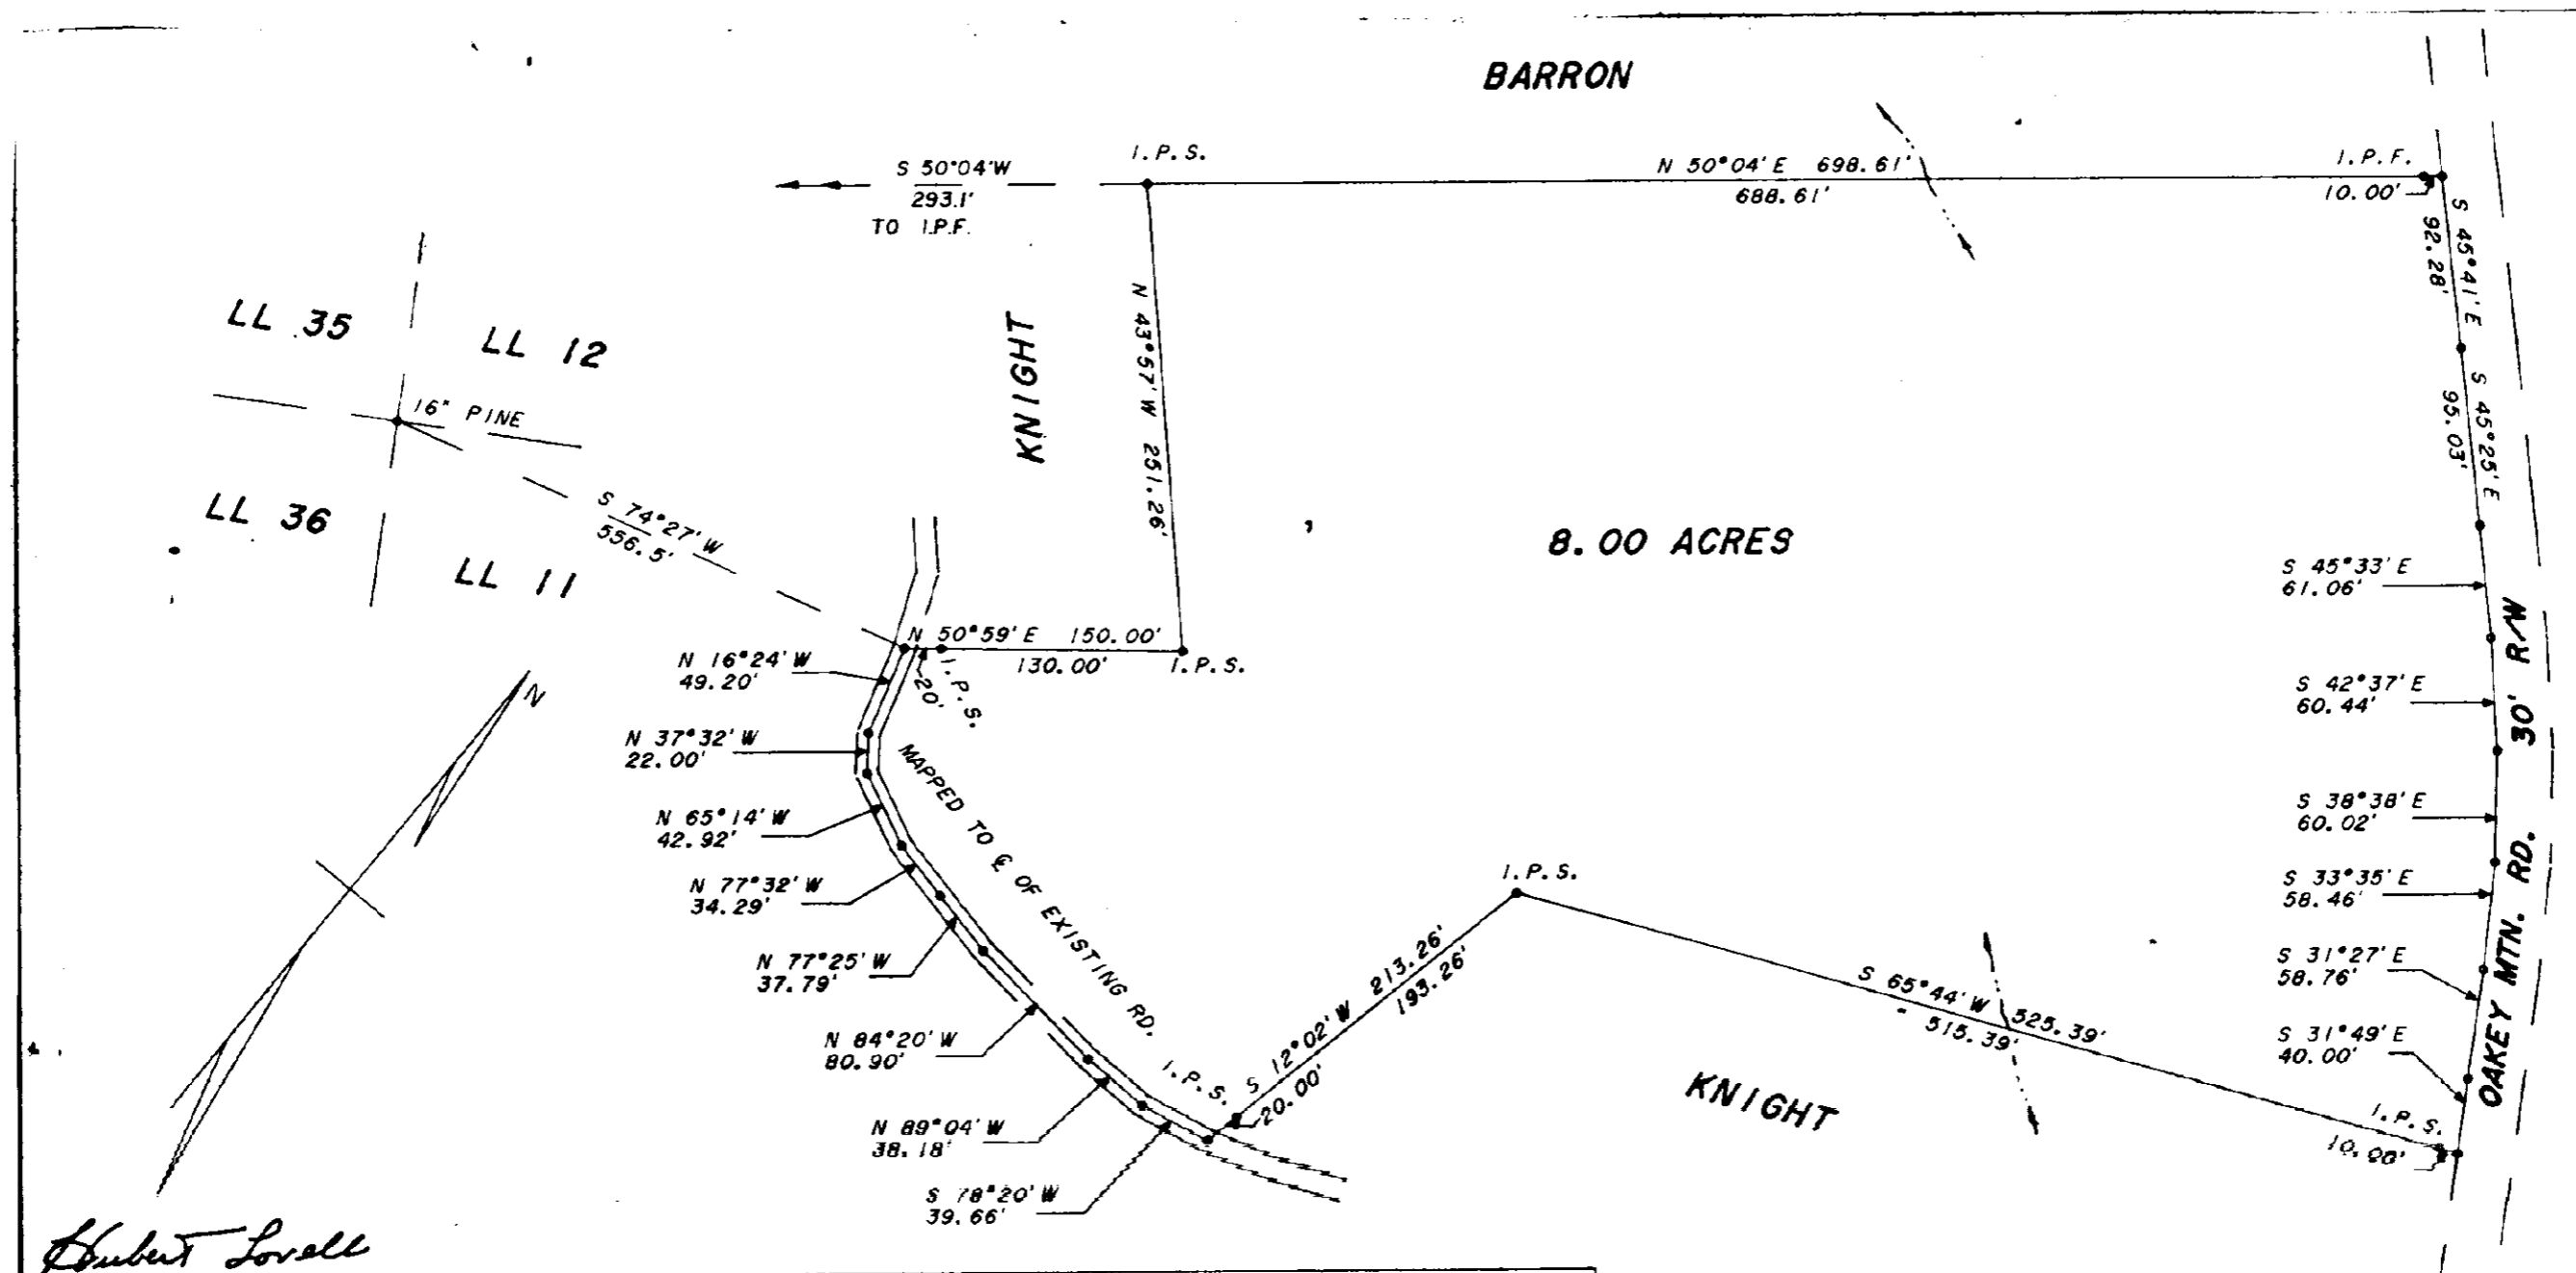 BARRON
S 50°04'W
293.1'
TO I.P.F.
I.P.S.
N 50°04' E 698.61'
688.61'
I.P.F.
10.00'
S 45°41' E
92.28'
S 45°25' E
95.03'
LL 35
LL 12
16" PINE
LL 36
LL 11
S 74°27' W
556.5'
KNIGHT
N 43°57' W 251.26'
8.00 ACRES
N
N 50°59' E 150.00'
130.00'
I.P.S.
20'
I.P.S.
N 16°24' W
49.20'
N 37°32' W
22.00'
N 65°14' W
42.92'
N 77°32' W
34.29'
N 77°25' W
37.79'
N 84°20' W
80.90'
N 89°04' W
38.18'
S 78°20' W
39.66'
MAPPED TO ℄ OF EXISTING RD.
I.P.S.
S 12°02' W 213.26'
193.26'
20.00'
I.P.S.
S 65°44' W 525.39'
515.39'
KNIGHT
S 45°33' E
61.06'
S 42°37' E
60.44'
S 38°38' E
60.02'
S 33°35' E
58.46'
S 31°27' E
58.76'
S 31°49' E
40.00'
I.P.S.
10.00'
OAKEY MTN. RD. 30' R/W
Hubert Lovell